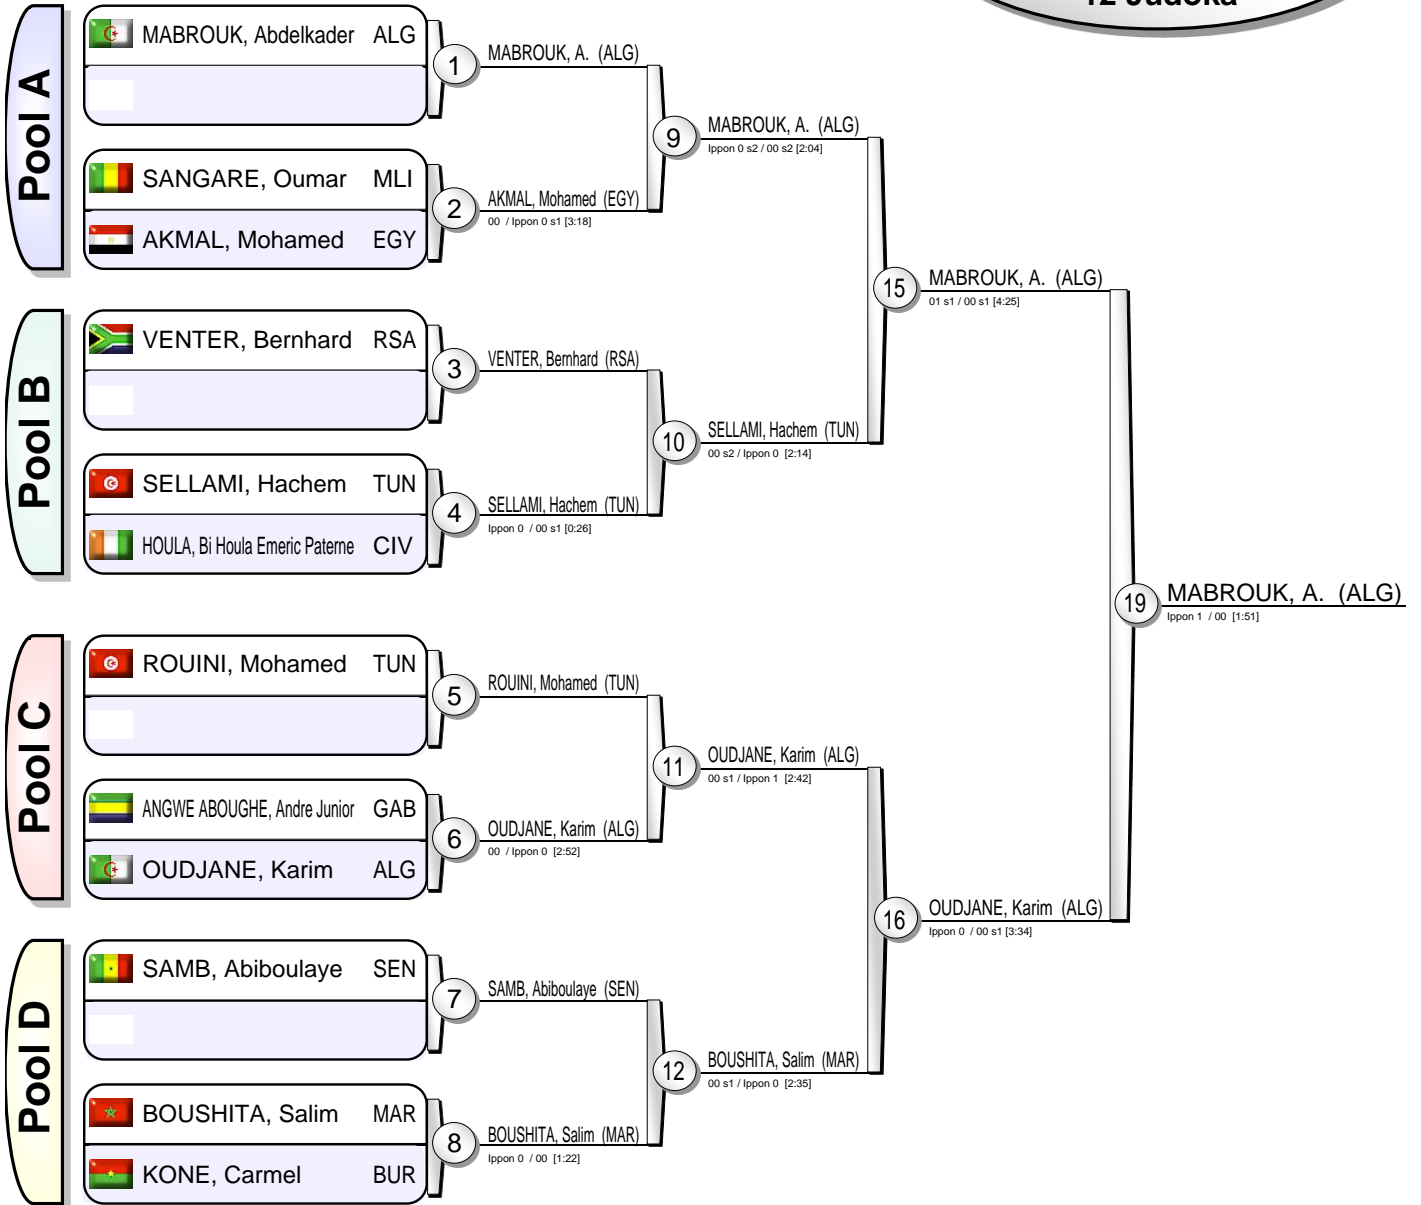 12 Judoka
Pool A
MABROUK, Abdelkader ALG
SANGARE, Oumar MLI
AKMAL, Mohamed EGY
1
MABROUK, A. (ALG)
2
AKMAL, Mohamed (EGY)
00 / Ippon 0 s1 [3:18]
9
MABROUK, A. (ALG)
Ippon 0 s2 / 00 s2 [2:04]
Pool B
VENTER, Bernhard RSA
SELLAMI, Hachem TUN
HOULA, Bi Houla Emeric Paterne CIV
3
VENTER, Bernhard (RSA)
4
SELLAMI, Hachem (TUN)
Ippon 0 / 00 s1 [0:26]
10
SELLAMI, Hachem (TUN)
00 s2 / Ippon 0 [2:14]
15
MABROUK, A. (ALG)
01 s1 / 00 s1 [4:25]
Pool C
ROUINI, Mohamed TUN
ANGWE ABOUGHE, Andre Junior GAB
OUDJANE, Karim ALG
5
ROUINI, Mohamed (TUN)
6
OUDJANE, Karim (ALG)
00 / Ippon 0 [2:52]
11
OUDJANE, Karim (ALG)
00 s1 / Ippon 1 [2:42]
Pool D
SAMB, Abiboulaye SEN
BOUSHITA, Salim MAR
KONE, Carmel BUR
7
SAMB, Abiboulaye (SEN)
8
BOUSHITA, Salim (MAR)
Ippon 0 / 00 [1:22]
12
BOUSHITA, Salim (MAR)
00 s1 / Ippon 0 [2:35]
16
OUDJANE, Karim (ALG)
Ippon 0 / 00 s1 [3:34]
19
MABROUK, A. (ALG)
Ippon 1 / 00 [1:51]